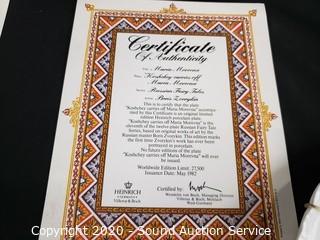 Certificate
Of Authenticity
Title: Maria Morevna
Plate: Koshchey carries off
Maria Morevna
Series: Russian Fairy Tales
Artist: Boris Zvorykin
This is to certify that the plate
"Koshchey carries off Maria Morevna" accompanied
by this Certificate is an original limited
edition Heinrich porcelain plate.
"Koshchey carries off Maria Morevna" is
the eleventh of the twelve-plate Russian Fairy Tale
Series, based on original works of art by the
Russian master Boris Zvorykin. This edition marks
the first time Zvorykin's work has ever been
portrayed in porcelain.
No future editions of the plate
"Koshchey carries off Maria Morevna" will ever
be issued.
Worldwide Edition Limit: 27,500
Issuance Date: May 1982
HEINRICH
GERMANY
Villeroy & Boch
Certified by:
Wendelin von Boch, Managing Director
Villeroy & Boch, Mettlach
West Germany
Copyright 2020 - Sound Auction Service